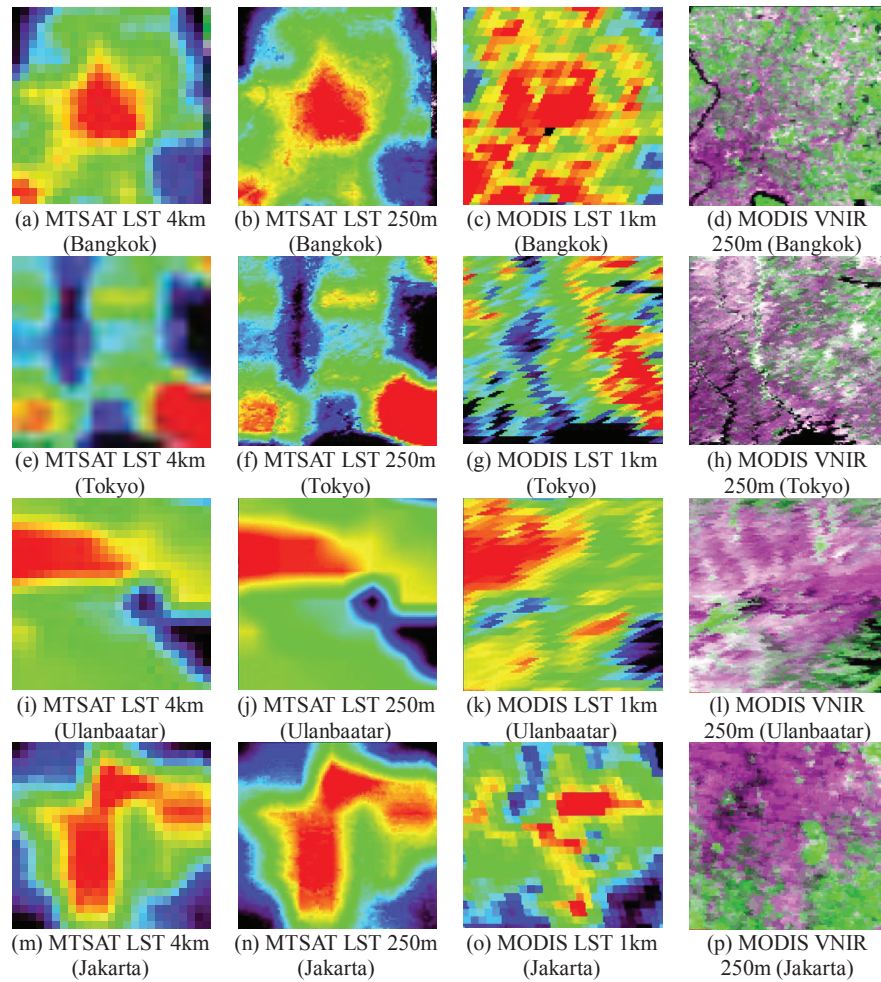 (a) MTSAT LST 4km
(Bangkok)
(b) MTSAT LST 250m
(Bangkok)
(c) MODIS LST 1km
(Bangkok)
(d) MODIS VNIR
250m (Bangkok)
(e) MTSAT LST 4km
(Tokyo)
(f) MTSAT LST 250m
(Tokyo)
(g) MODIS LST 1km
(Tokyo)
(h) MODIS VNIR
250m (Tokyo)
(i) MTSAT LST 4km
(Ulanbaatar)
(j) MTSAT LST 250m
(Ulanbaatar)
(k) MODIS LST 1km
(Ulanbaatar)
(l) MODIS VNIR
250m (Ulanbaatar)
(m) MTSAT LST 4km
(Jakarta)
(n) MTSAT LST 250m
(Jakarta)
(o) MODIS LST 1km
(Jakarta)
(p) MODIS VNIR
250m (Jakarta)